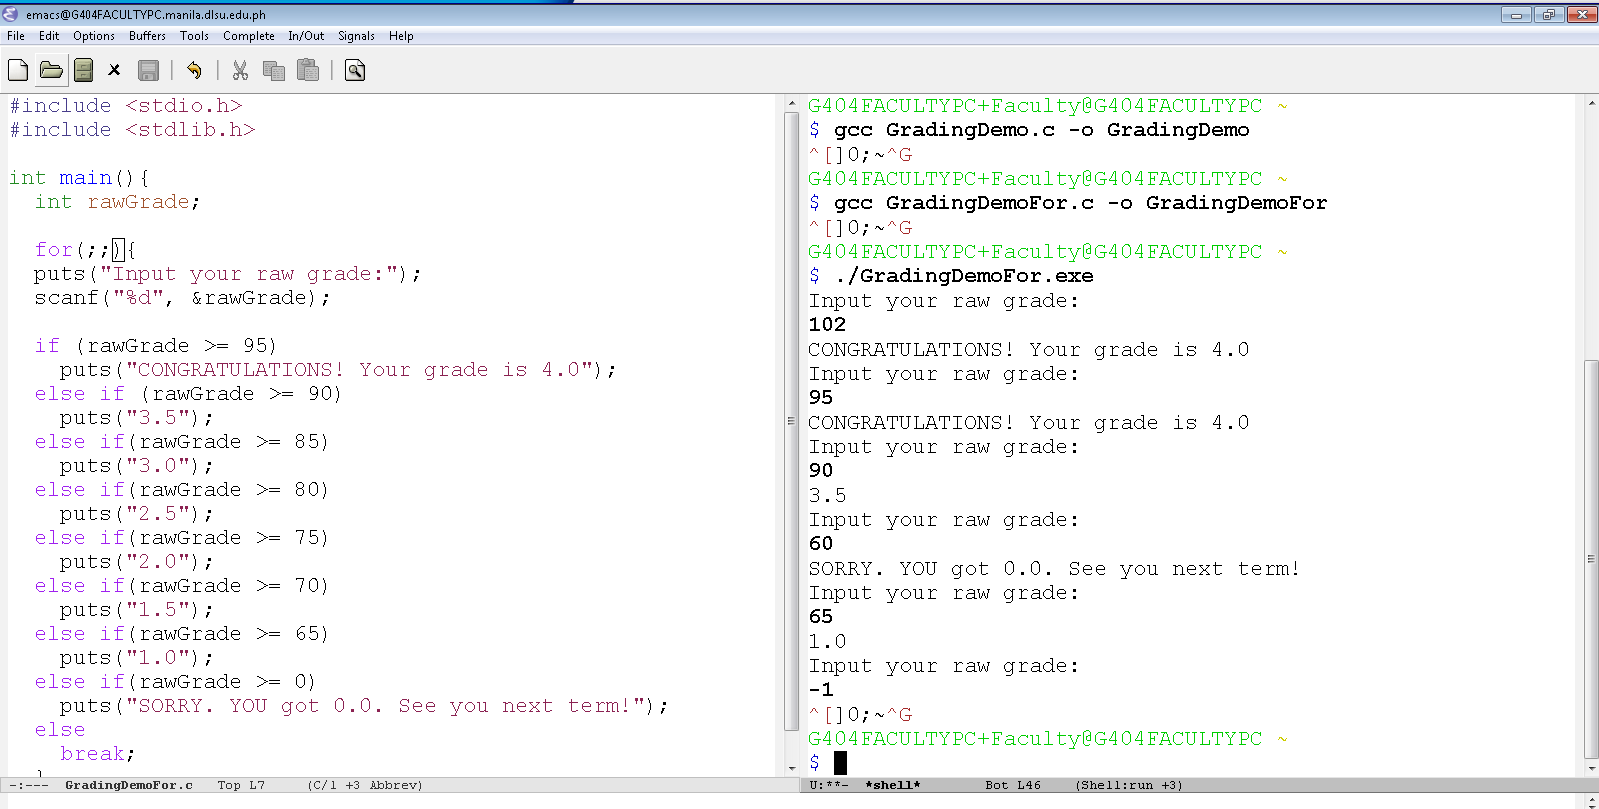 emacs@G404FACULTYPC.manila.dlsu.edu.ph
File Edit Options Buffers Tools Complete In/Out Signals Help
#include <stdio.h>
#include <stdlib.h>
int main(){
int rawGrade;
for(;;){
puts("Input your raw grade:");
scanf("%d", &rawGrade);
if (rawGrade >= 95)
puts("CONGRATULATIONS! Your grade is 4.0");
else if (rawGrade >= 90)
puts("3.5");
else if(rawGrade >= 85)
puts("3.0");
else if(rawGrade >= 80)
puts("2.5");
else if(rawGrade >= 75)
puts("2.0");
else if(rawGrade >= 70)
puts("1.5");
else if(rawGrade >= 65)
puts("1.0");
else if(rawGrade >= 0)
puts("SORRY. YOU got 0.0. See you next term!");
else
break;
-:--- GradingDemoFor.c Top L7 (C/l +3 Abbrev)
G404FACULTYPC+Faculty@G404FACULTYPC ~
$ gcc GradingDemo.c -o GradingDemo
^[]0;~^G
G404FACULTYPC+Faculty@G404FACULTYPC ~
$ gcc GradingDemoFor.c -o GradingDemoFor
^[]0;~^G
G404FACULTYPC+Faculty@G404FACULTYPC ~
$ ./GradingDemoFor.exe
Input your raw grade:
102
CONGRATULATIONS! Your grade is 4.0
Input your raw grade:
95
CONGRATULATIONS! Your grade is 4.0
Input your raw grade:
90
3.5
Input your raw grade:
60
SORRY. YOU got 0.0. See you next term!
Input your raw grade:
65
1.0
Input your raw grade:
-1
^[]0;~^G
G404FACULTYPC+Faculty@G404FACULTYPC ~
$
U:**- *shell* Bot L46 (Shell:run +3)